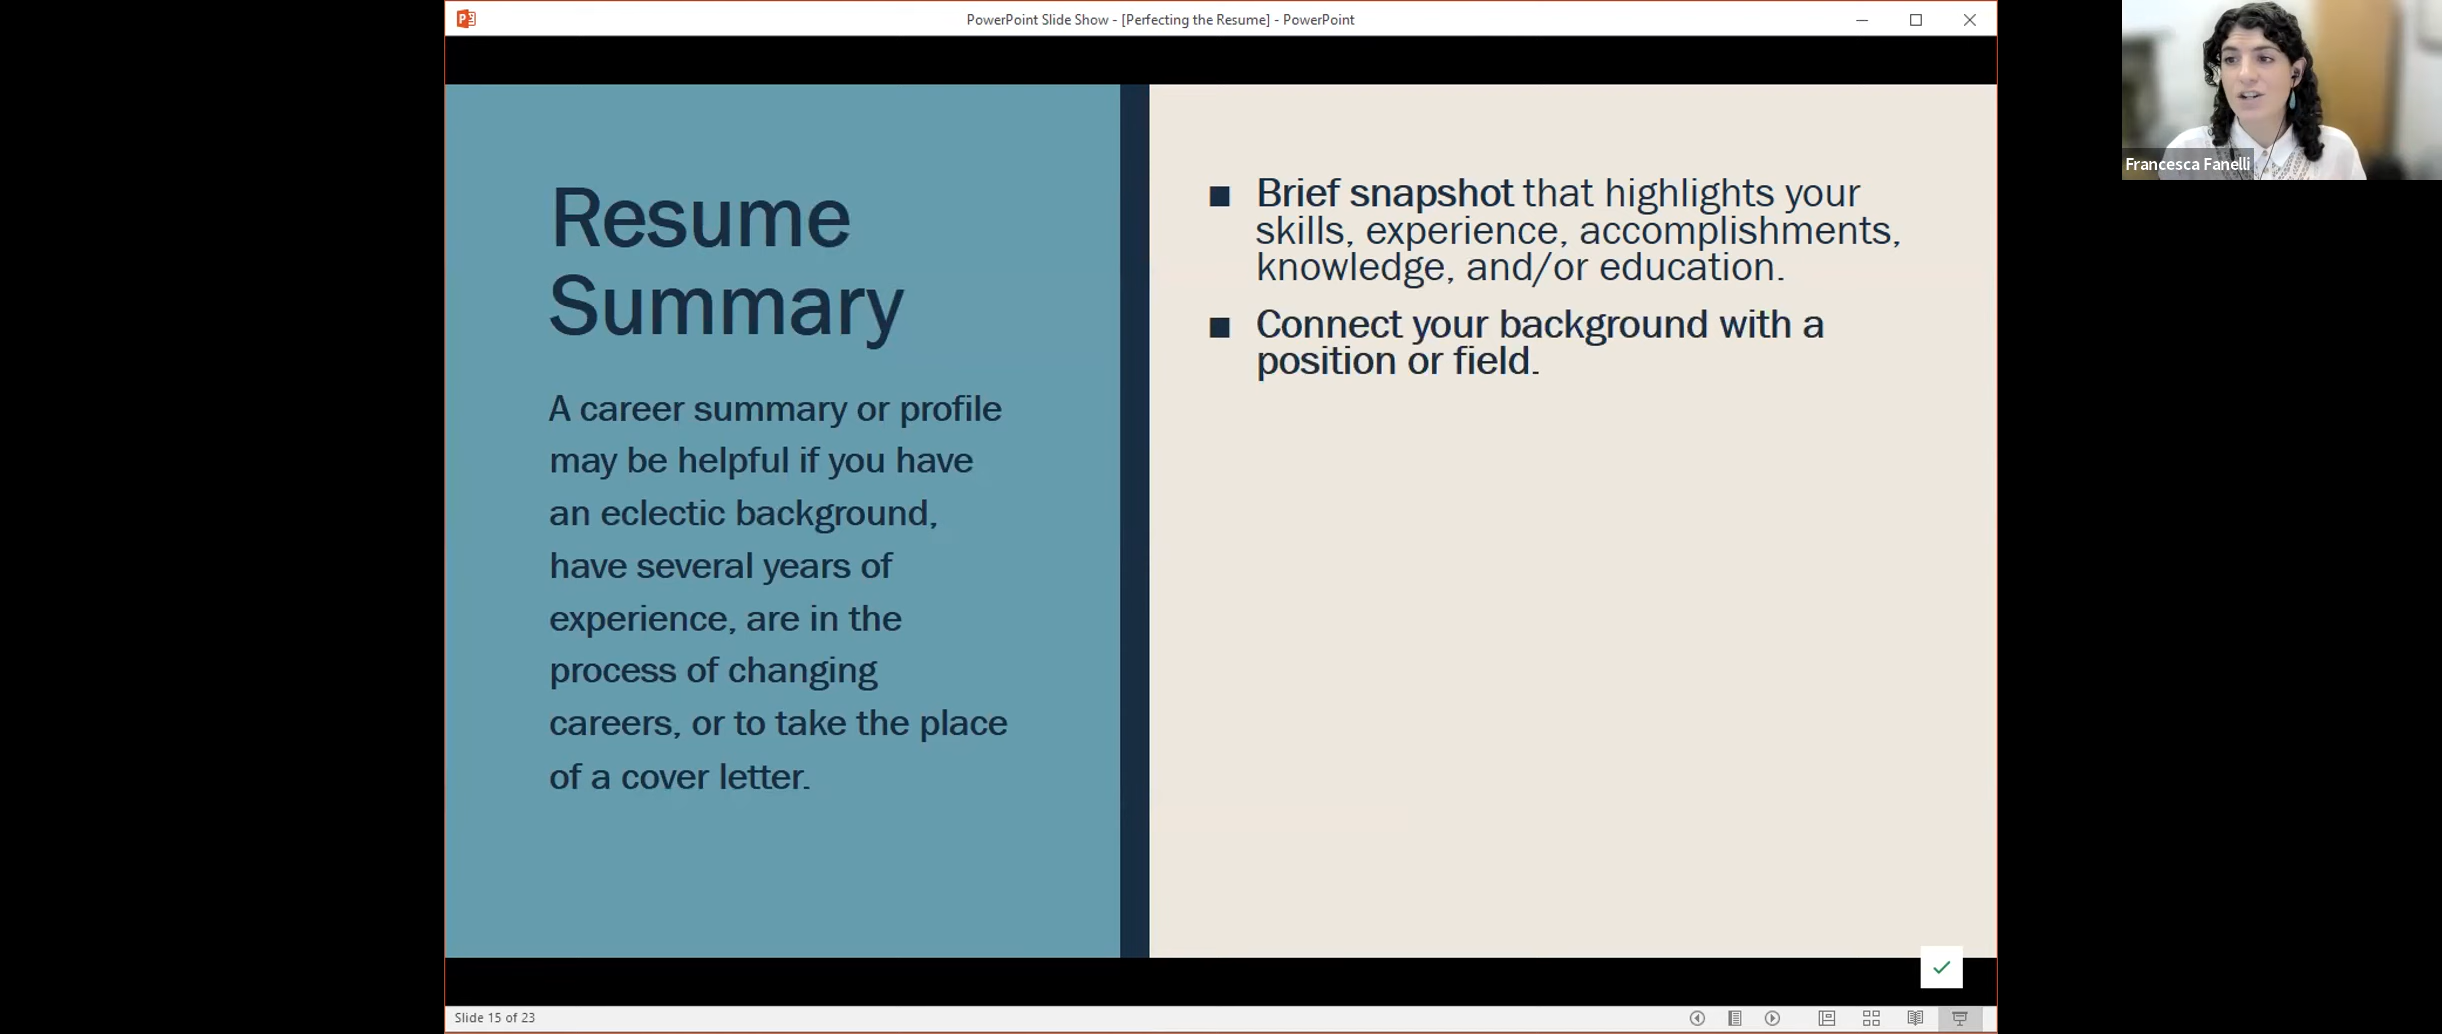 PowerPoint Slide Show - [Perfecting the Resume] - PowerPoint
Francesca Fanelli
Resume
Summary
A career summary or profile
may be helpful if you have
an eclectic background,
have several years of
experience, are in the
process of changing
careers, or to take the place
of a cover letter.
■ Brief snapshot that highlights your
skills, experience, accomplishments,
knowledge, and/or education.
■ Connect your background with a
position or field.
Slide 15 of 23